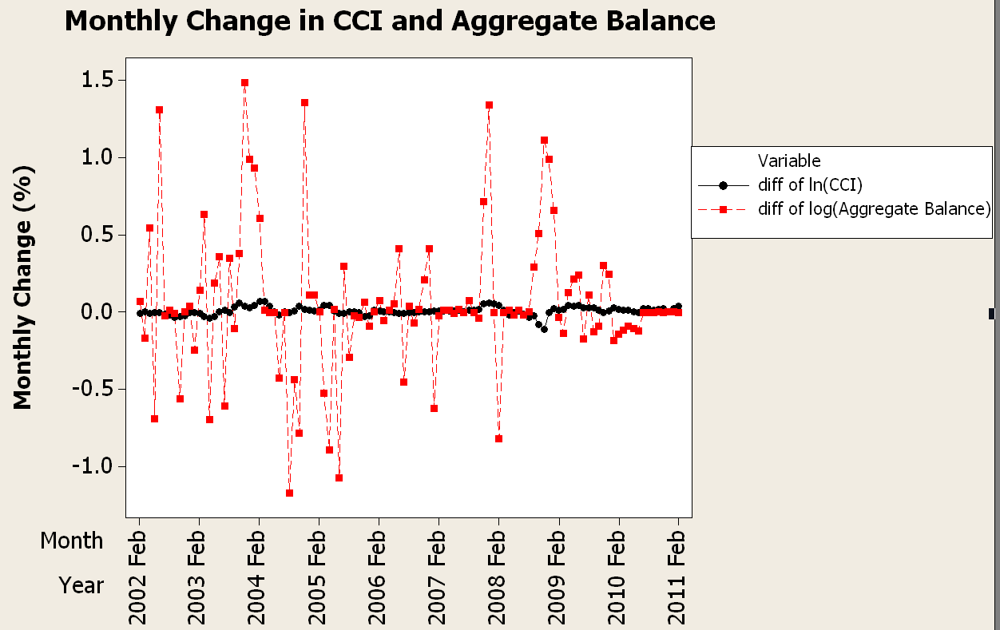 Monthly Change in CCI and Aggregate Balance
Monthly Change (%)
1.5
1.0
0.5
0.0
-0.5
-1.0
Variable
diff of ln(CCI)
diff of log(Aggregate Balance)
Month
Feb Feb Feb Feb Feb Feb Feb Feb Feb Feb
Year
2002 2003 2004 2005 2006 2007 2008 2009 2010 2011